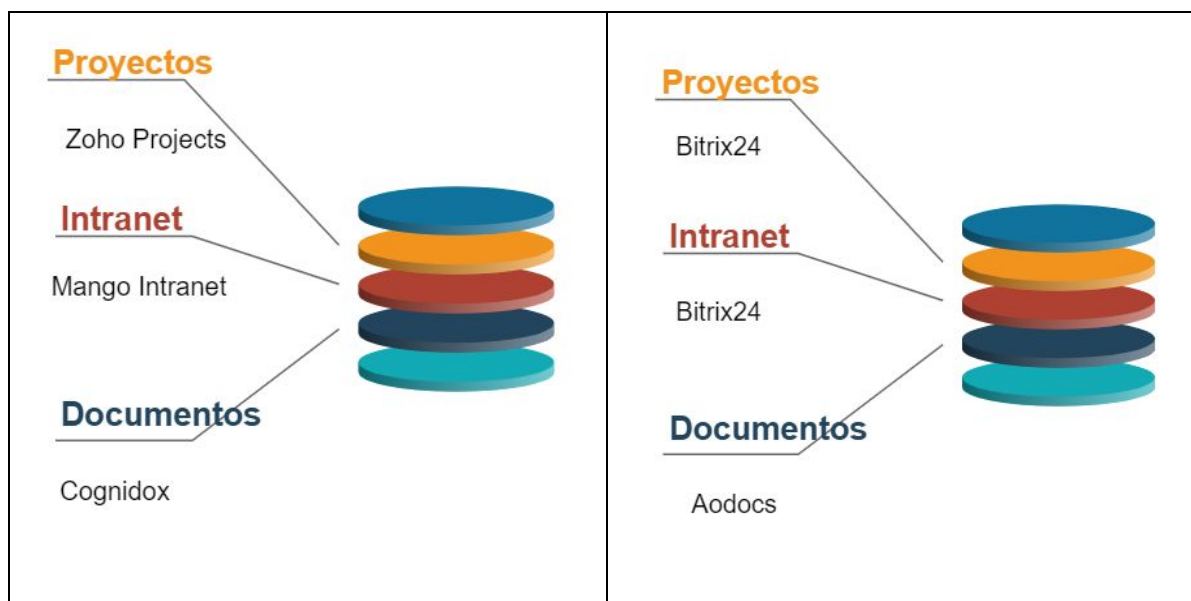 Proyectos
Zoho Projects
Intranet
Mango Intranet
Documentos
Cognidox
Proyectos
Bitrix24
Intranet
Bitrix24
Documentos
Aodocs